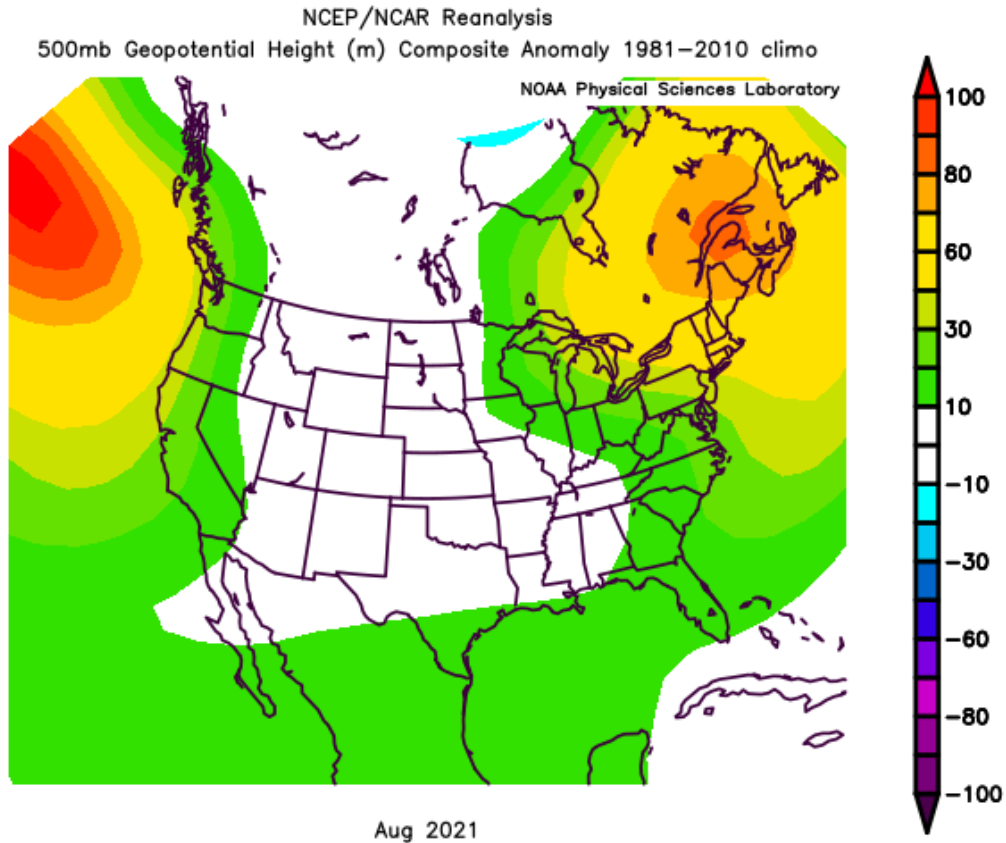 NCEP/NCAR Reanalysis
500mb Geopotential Height (m) Composite Anomaly 1981−2010 climo
NOAA Physical Sciences Laboratory
100
80
60
30
10
−10
−30
−60
−80
−100
Aug 2021